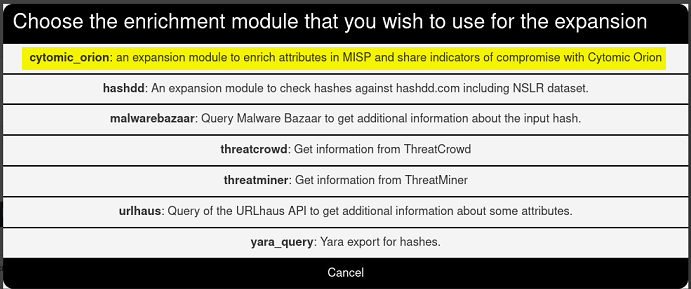 Choose the enrichment module that you wish to use for the expansion
cytomic_orion: an expansion module to enrich attributes in MISP and share indicators of compromise with Cytomic Orion
hashdd: An expansion module to check hashes against hashdd.com including NSLR dataset.
malwarebazaar: Query Malware Bazaar to get additional information about the input hash.
threatcrowd: Get information from ThreatCrowd
threatminer: Get information from ThreatMiner
urlhaus: Query of the URLhaus API to get additional information about some attributes.
yara_query: Yara export for hashes.
Cancel